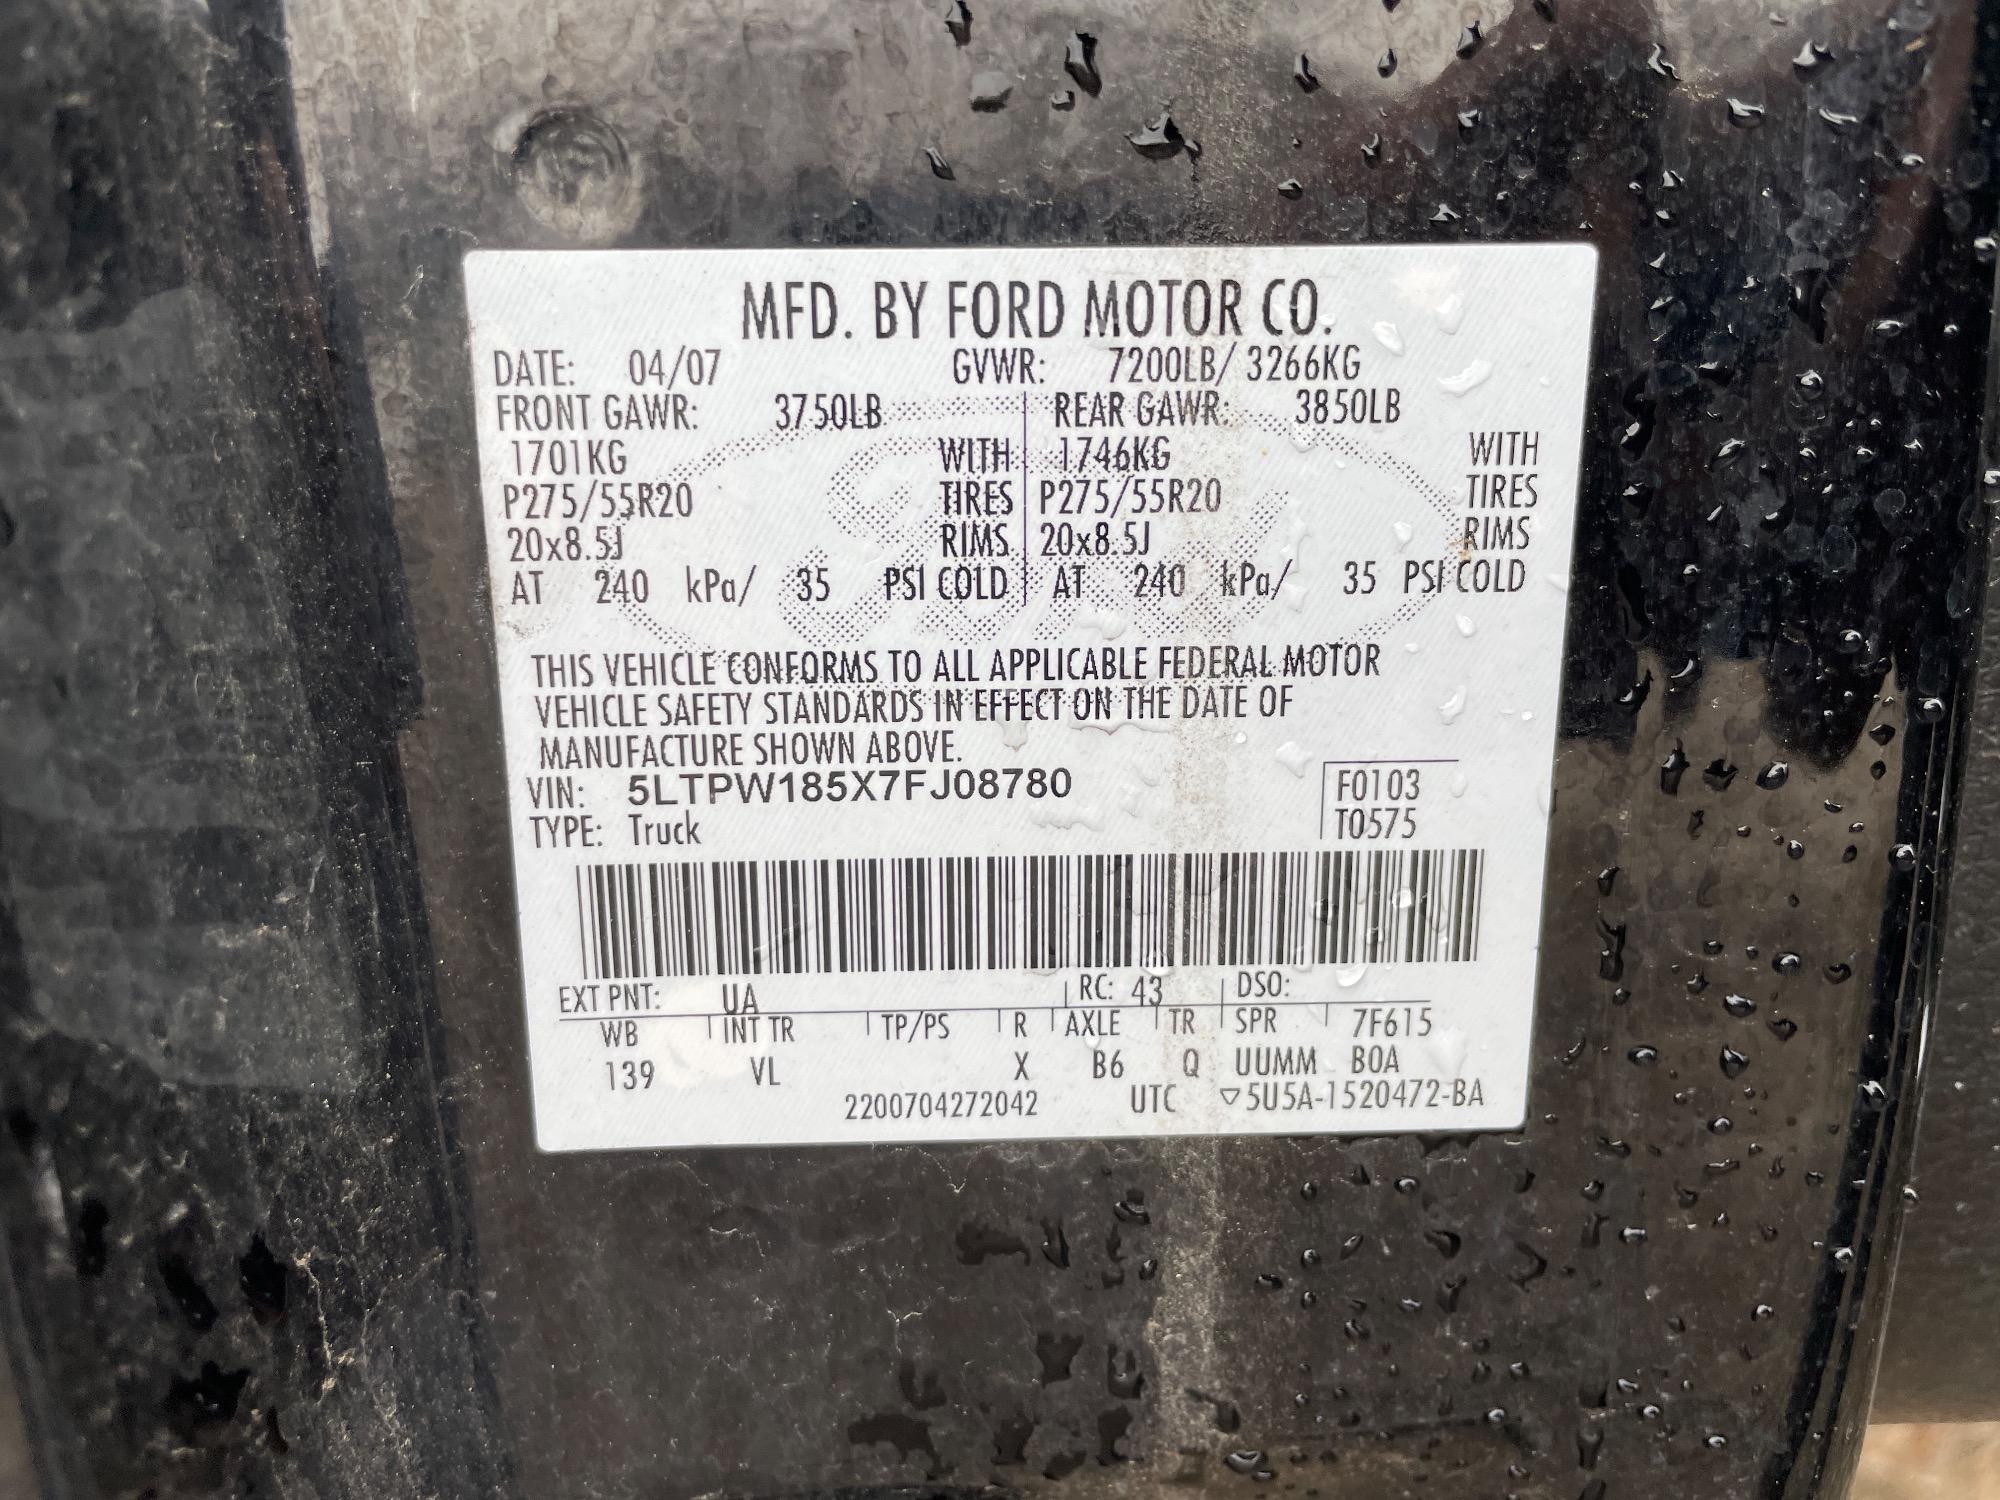 MFD. BY FORD MOTOR CO.
DATE: 04/07 GVWR: 7200LB/ 3266KG
FRONT GAWR: 3750LB REAR GAWR: 3850LB
1701KG WITH 1746KG WITH
P275/55R20 TIRES P275/55R20 TIRES
20x8.5J RIMS 20x8.5J RIMS
AT 240 kPa/ 35 PSI COLD AT 240 kPa/ 35 PSI COLD
THIS VEHICLE CONFORMS TO ALL APPLICABLE FEDERAL MOTOR
VEHICLE SAFETY STANDARDS IN EFFECT ON THE DATE OF
MANUFACTURE SHOWN ABOVE.
VIN: 5LTPW185X7FJ08780 F0103
TYPE: Truck T0575
EXT PNT: UA RC: 43 DSO:
WB INT TR TP/PS R AXLE TR SPR 7F615
139 VL X B6 Q UUMM BOA
2200704272042 UTC ▽5U5A-1520472-BA